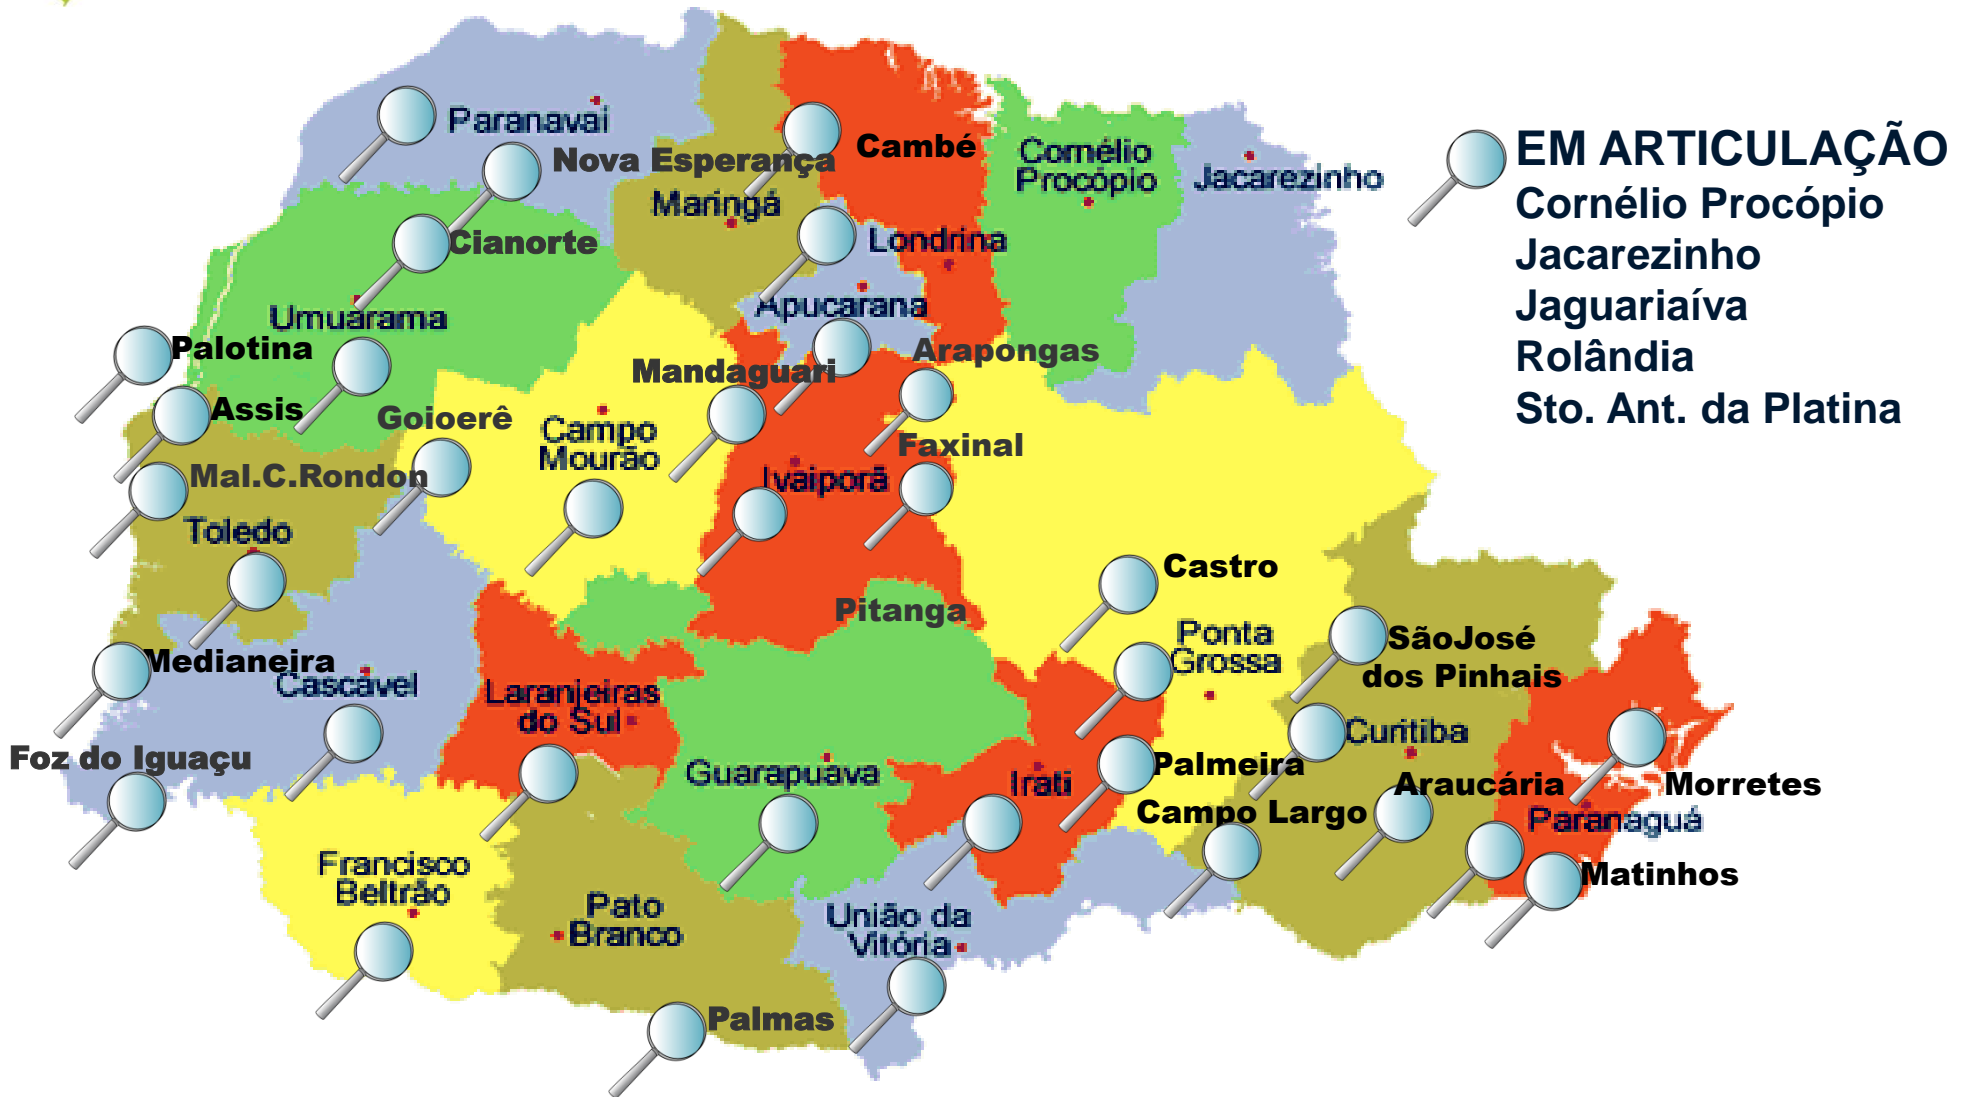 Paranavaí
Nova Esperança
Cambé
Maringá
Cornélio
Procópio
Jacarezinho
EM ARTICULAÇÃO
Cornélio Procópio
Jacarezinho
Jaguariaíva
Rolândia
Sto. Ant. da Platina
Cianorte
Londrina
Umuarama
Apucarana
Palotina
Arapongas
Mandaguari
Assis
Goioerê
Campo
Mourão
Faxinal
Mal.C.Rondon
Ivaiporã
Toledo
Castro
Pitanga
Ponta
Grossa
SãoJosé
dos Pinhais
Medianeira
Cascavel
Laranjeiras
do Sul
Foz do Iguaçu
Guarapuava
Irati
Palmeira
Curitiba
Araucária
Morretes
Campo Largo
Paranaguá
Matinhos
Francisco
Beltrão
Pato
Branco
União da
Vitória
Palmas